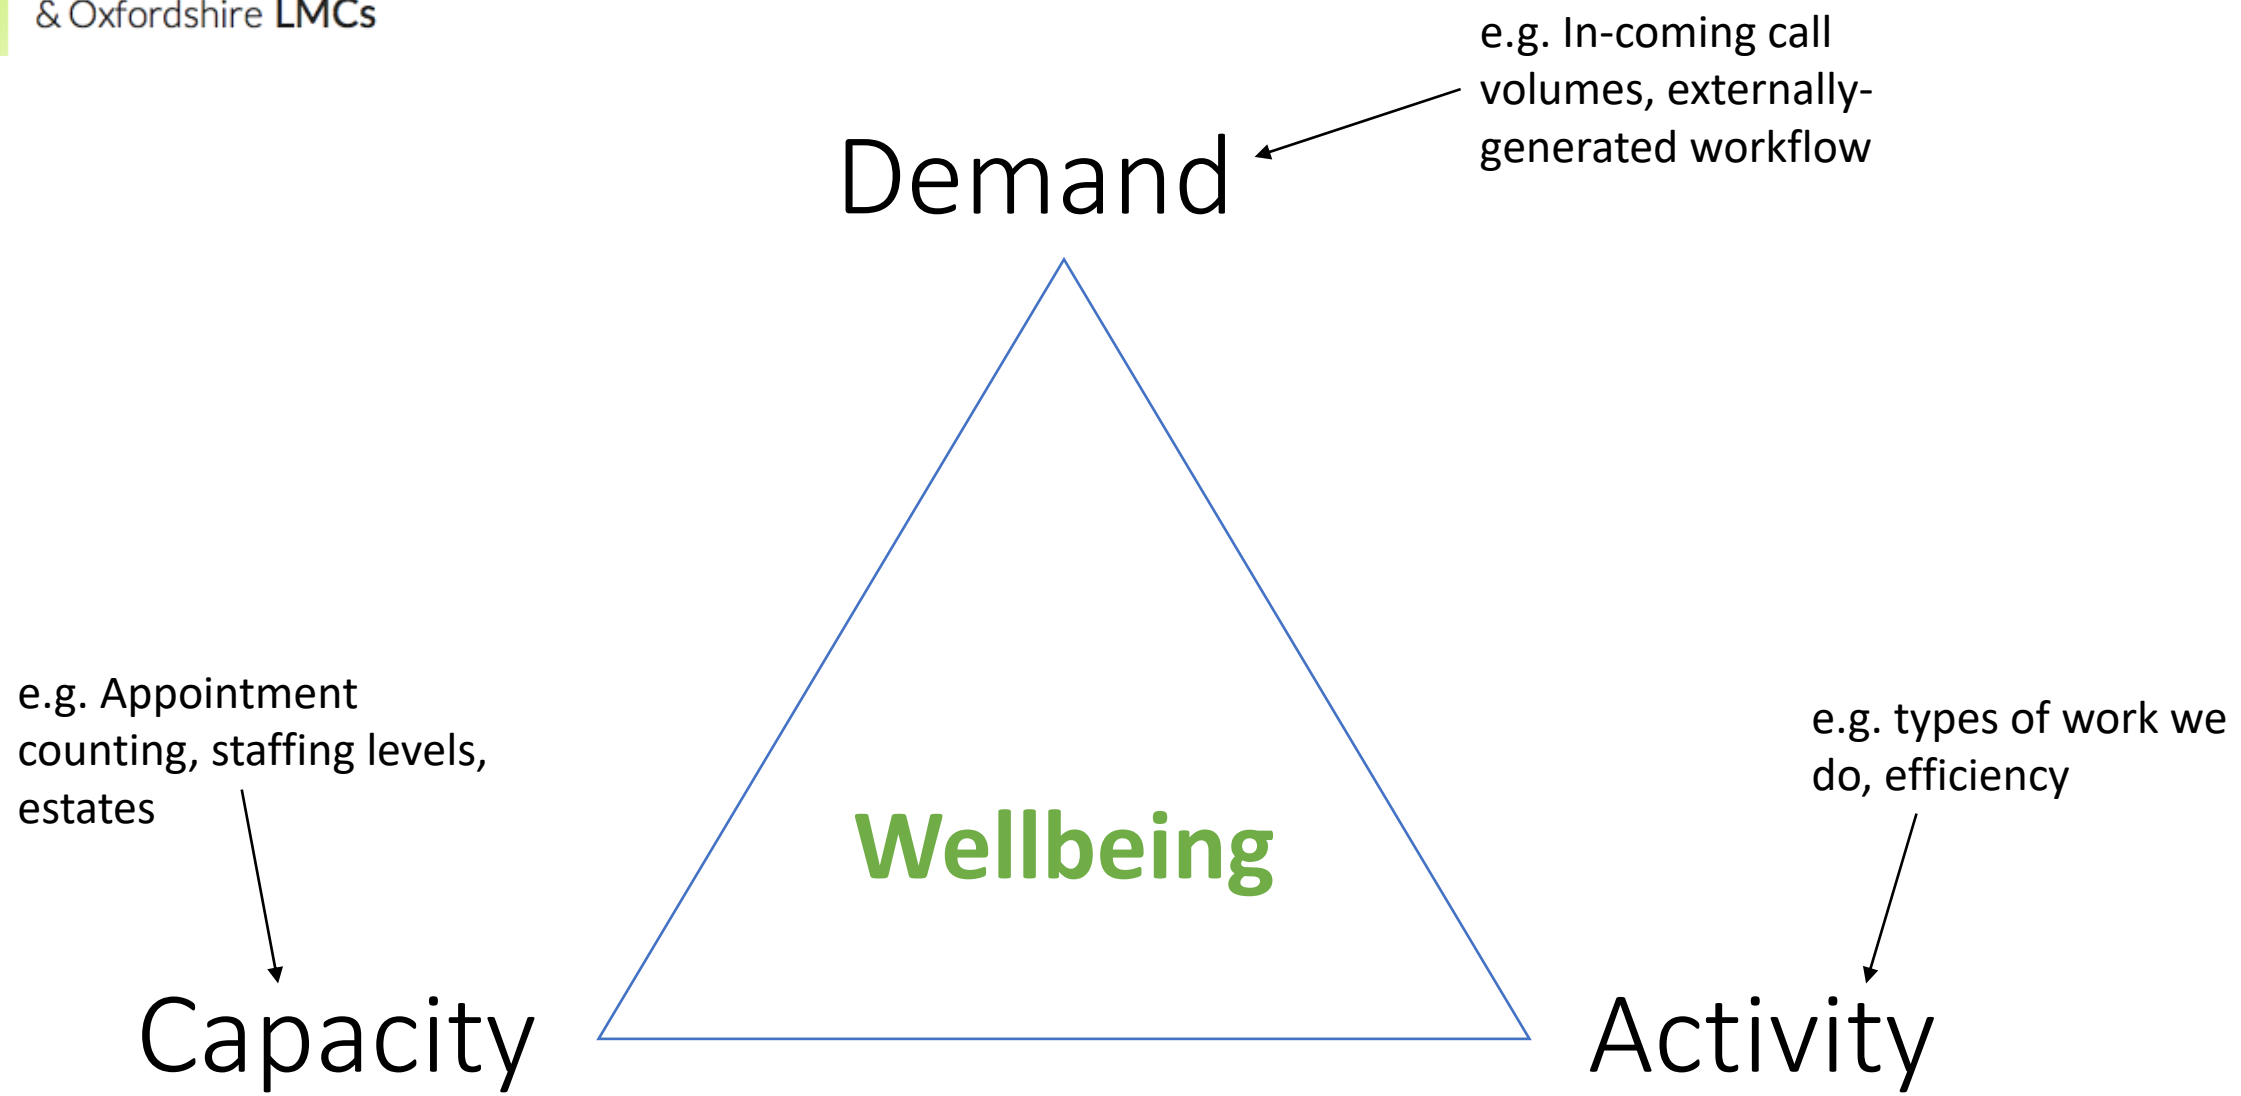 & Oxfordshire LMCs
e.g. In-coming call
volumes, externally-
generated workflow
Demand
e.g. Appointment
counting, staffing levels,
estates
e.g. types of work we
do, efficiency
Wellbeing
Capacity
Activity